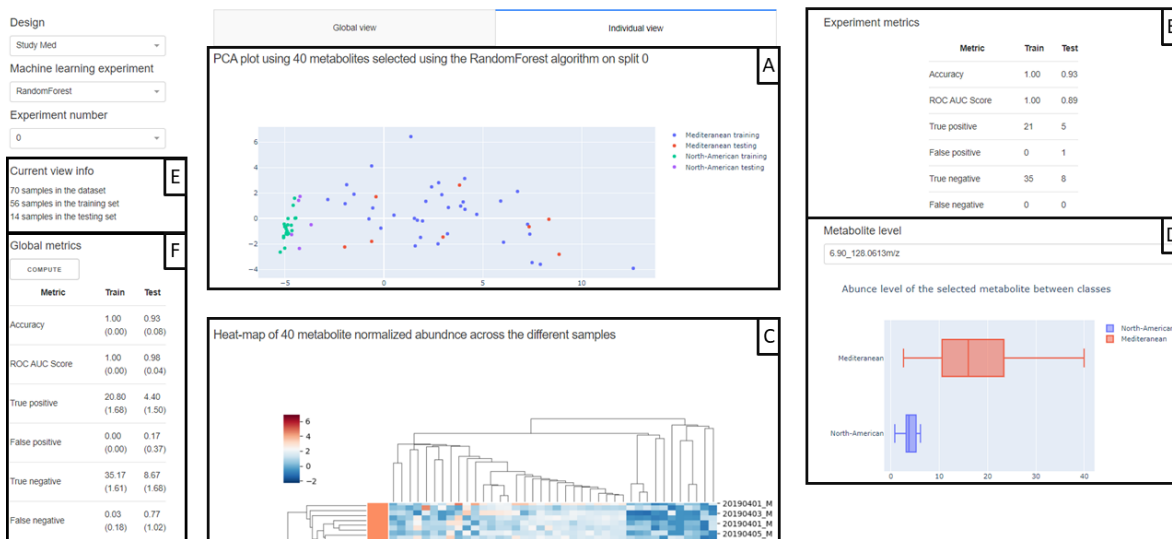 Design
Study Med
Machine learning experiment
RandomForest
Experiment number
0
E
Current view info
70 samples in the dataset
56 samples in the training set
14 samples in the testing set
F
Global metrics
COMPUTE
Metric Train Test
Accuracy 1.00 (0.00) 0.93 (0.08)
ROC AUC Score 1.00 (0.00) 0.98 (0.04)
True positive 20.80 (1.68) 4.40 (1.50)
False positive 0.00 (0.00) 0.17 (0.37)
True negative 35.17 (1.61) 8.67 (1.68)
False negative 0.03 (0.18) 0.77 (1.02)
Global view
Individual view
A
PCA plot using 40 metabolites selected using the RandomForest algorithm on split 0
Mediterranean training
Mediterranean testing
North-American training
North-American testing
6
4
2
0
−2
−4
−5 0 5 10
C
Heat-map of 40 metabolite normalized abundnce across the different samples
6
4
2
0
−2
20190401_M
20190403_M
20190401_M
20190405_M
Experiment metrics
Metric Train Test
Accuracy 1.00 0.93
ROC AUC Score 1.00 0.89
True positive 21 5
False positive 0 1
True negative 35 8
False negative 0 0
D
Metabolite level
6.90_128.0613m/z
Abunce level of the selected metabolite between classes
North-American
Mediteranean
Mediteranean
North-American
0 10 20 30 40